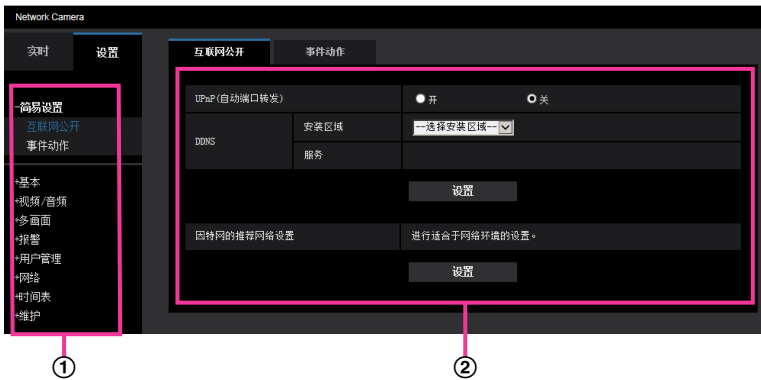 Network Camera
实时 设置
互联网公开 事件动作
-简易设置
互联网公开
事件动作
+基本
+视频/音频
+多画面
+报警
+用户管理
+网络
+时间表
+维护
UPnP(自动端口转发) 开 关
DDNS 安装区域 --选择安装区域--
服务
设置
因特网的推荐网络设置 进行适合于网络环境的设置。
设置
① ②